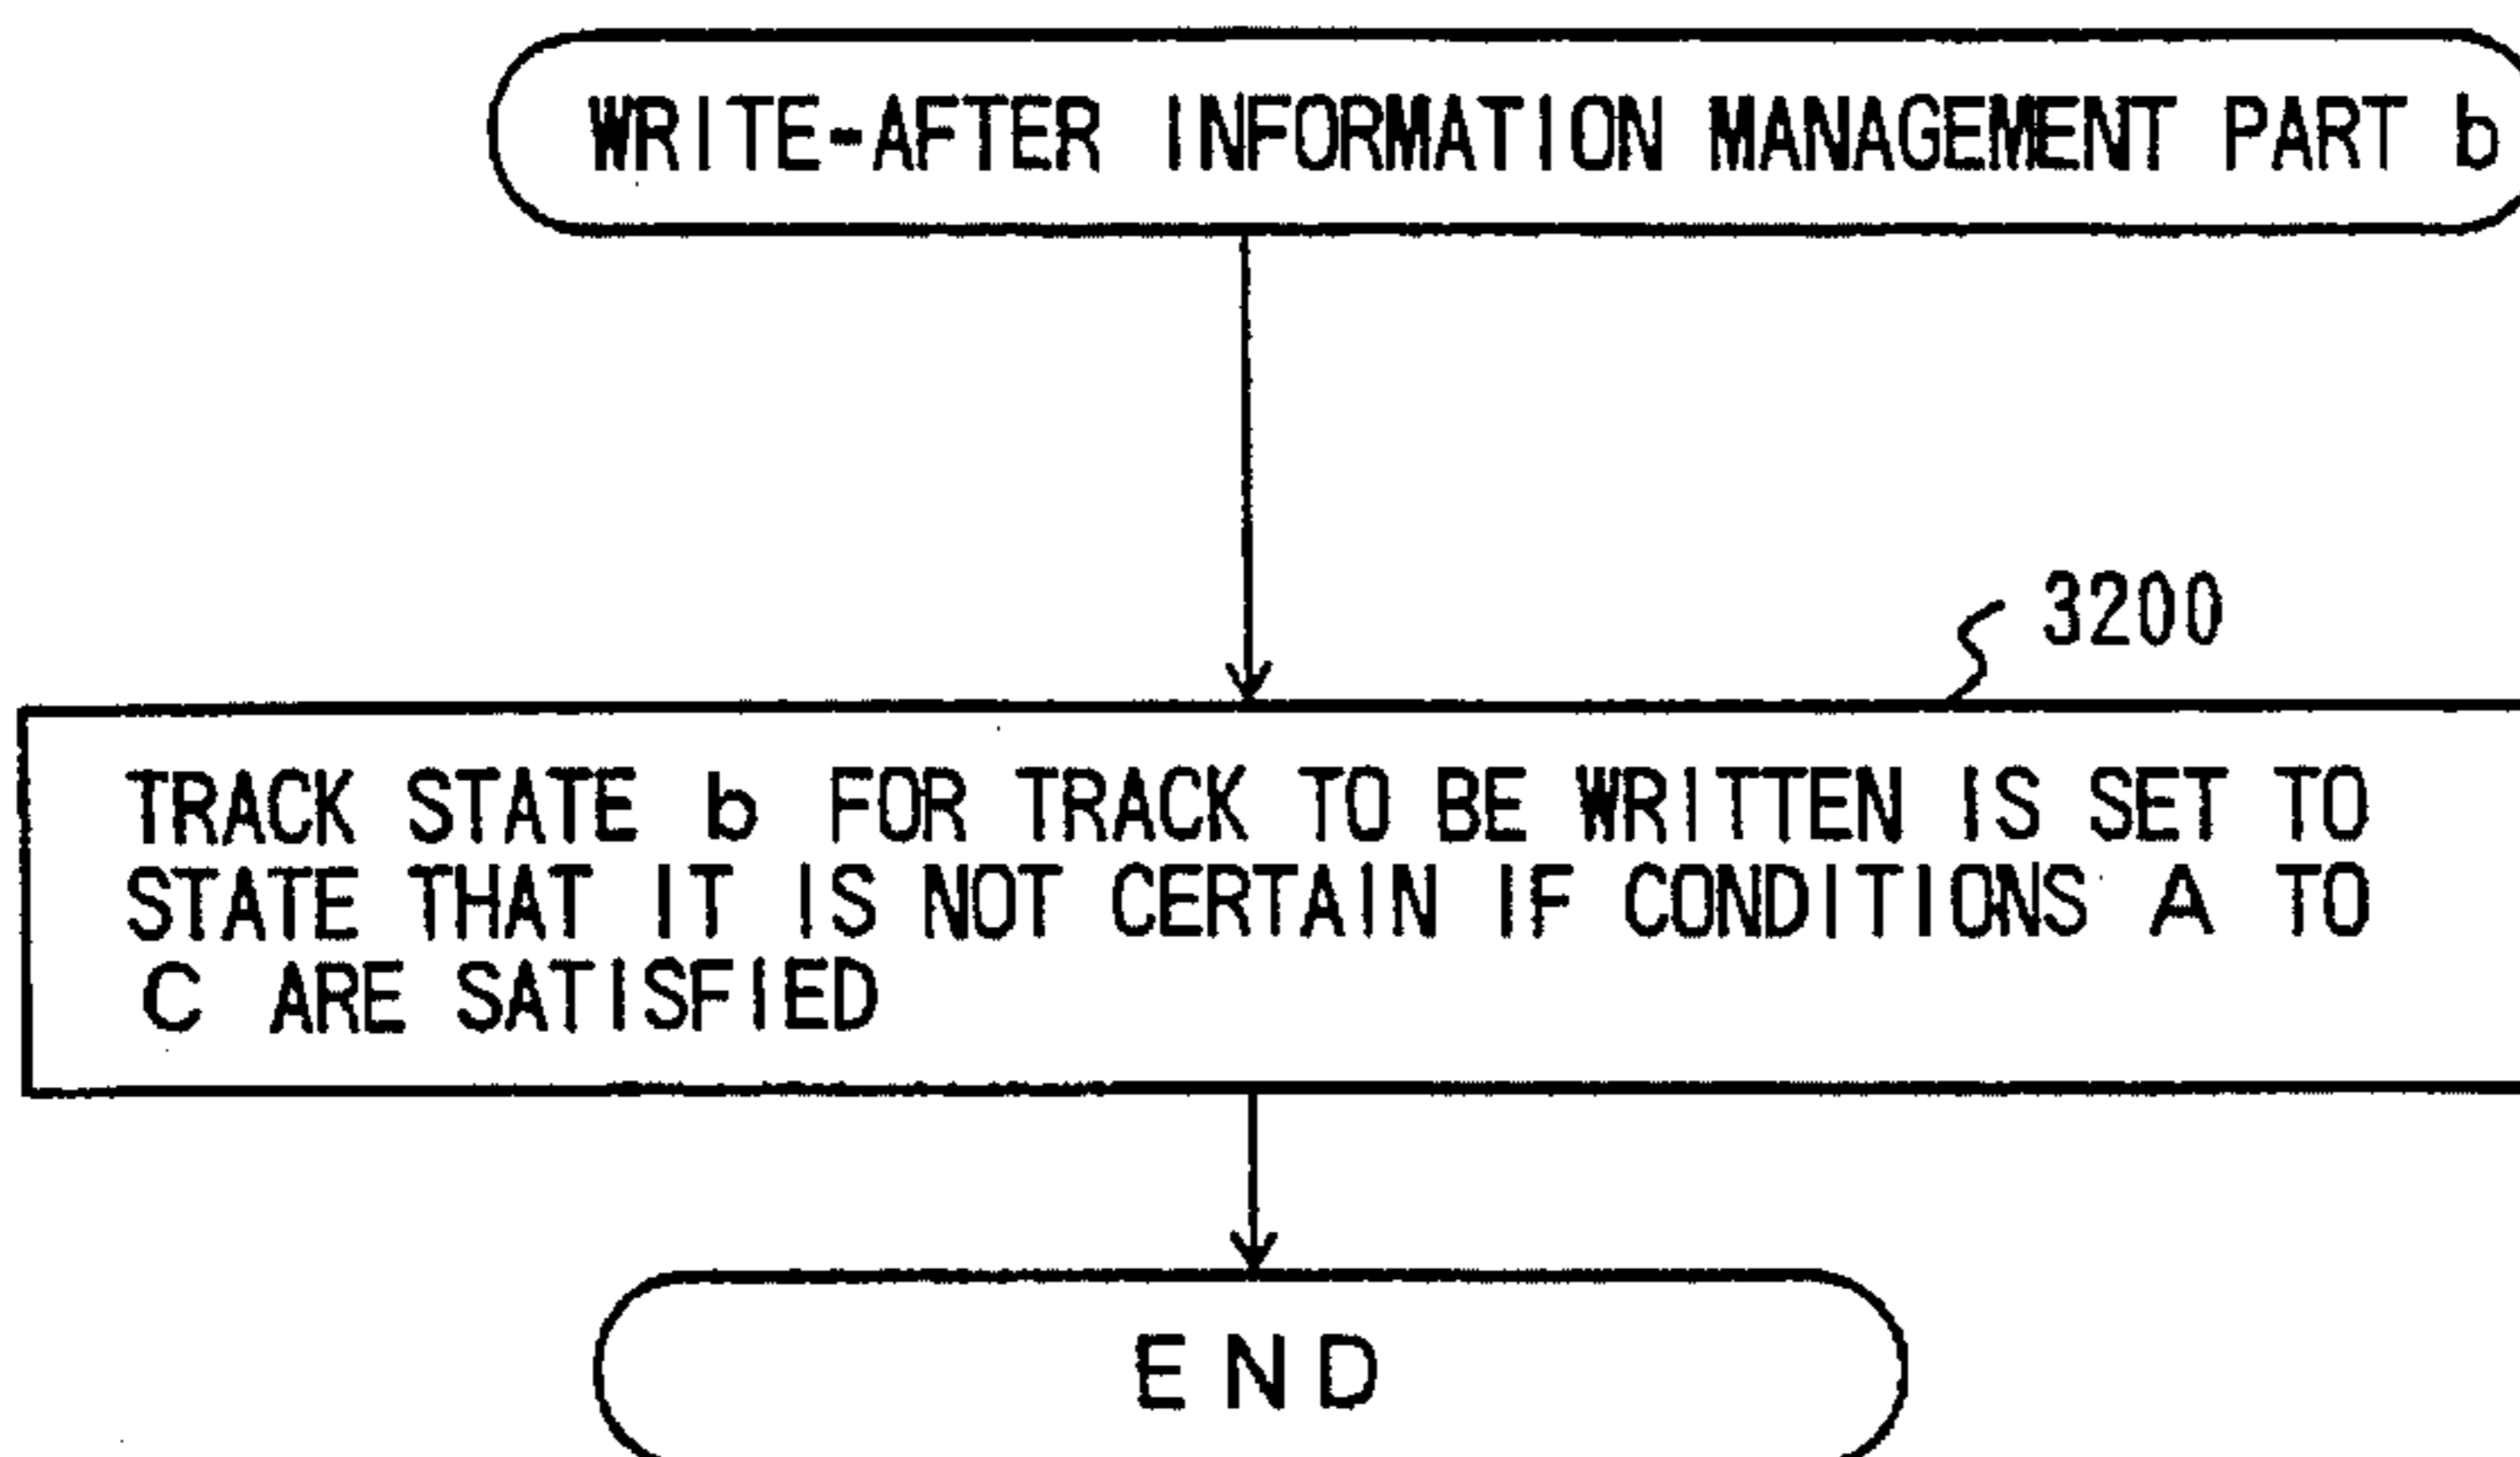 WRITE-AFTER INFORMATION MANAGEMENT PART b
3200
TRACK STATE b FOR TRACK TO BE WRITTEN IS SET TO
STATE THAT IT IS NOT CERTAIN IF CONDITIONS A TO
C ARE SATISFIED
END